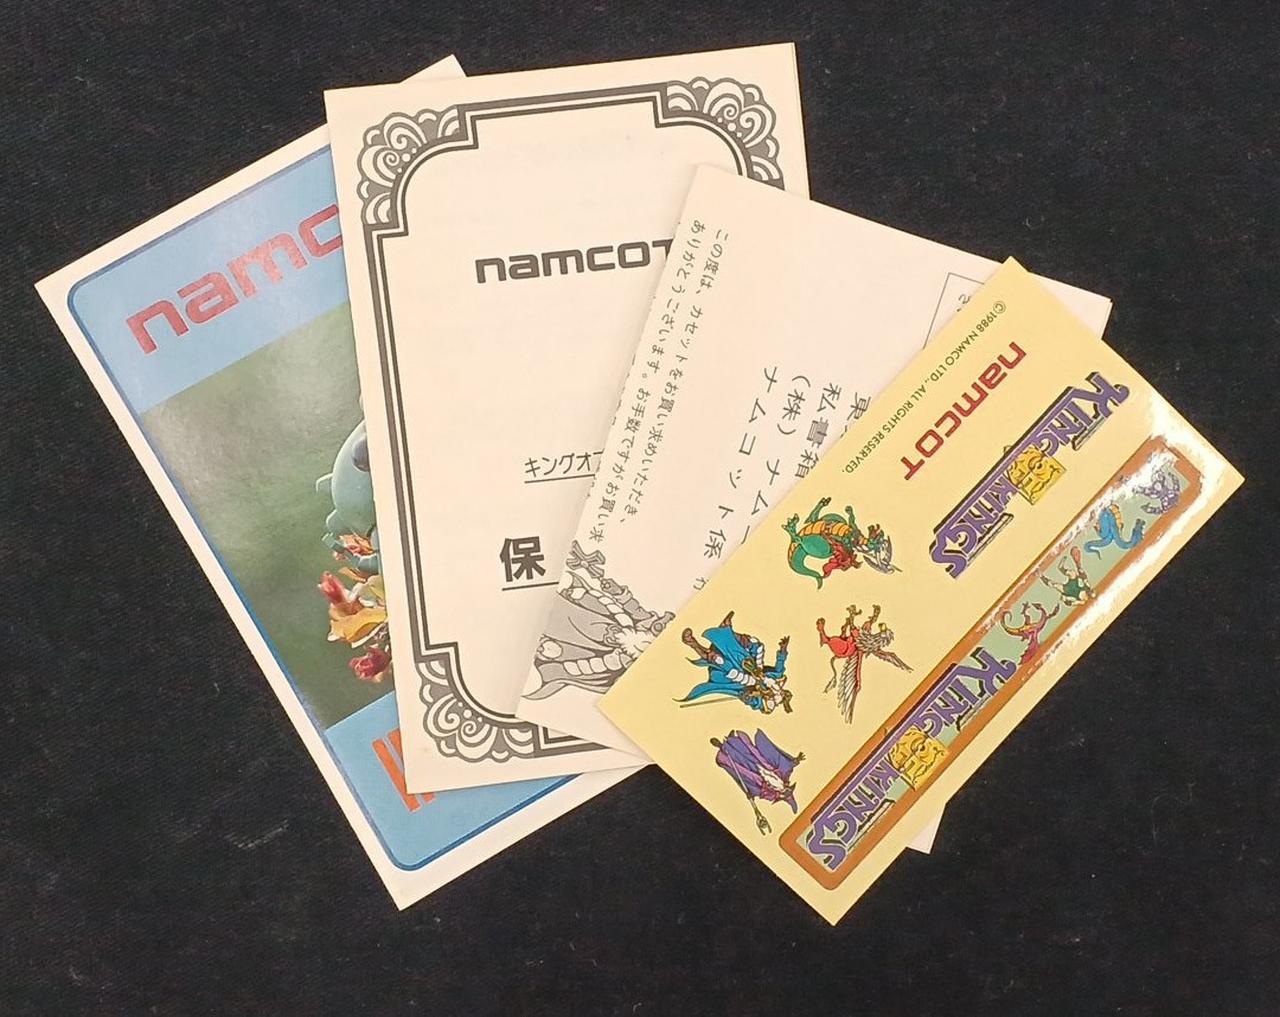 namc
namcoT
キングオブ
保
この度は、カセットをお買い求めいただき、
ありがとうございます。お手数ですがお買い求
私書箱
(株)ナム
ナムコット係
©1988 NAMCO LTD., ALL RIGHTS RESERVED.
namcoT
KING OF KINGS
KING OF KINGS